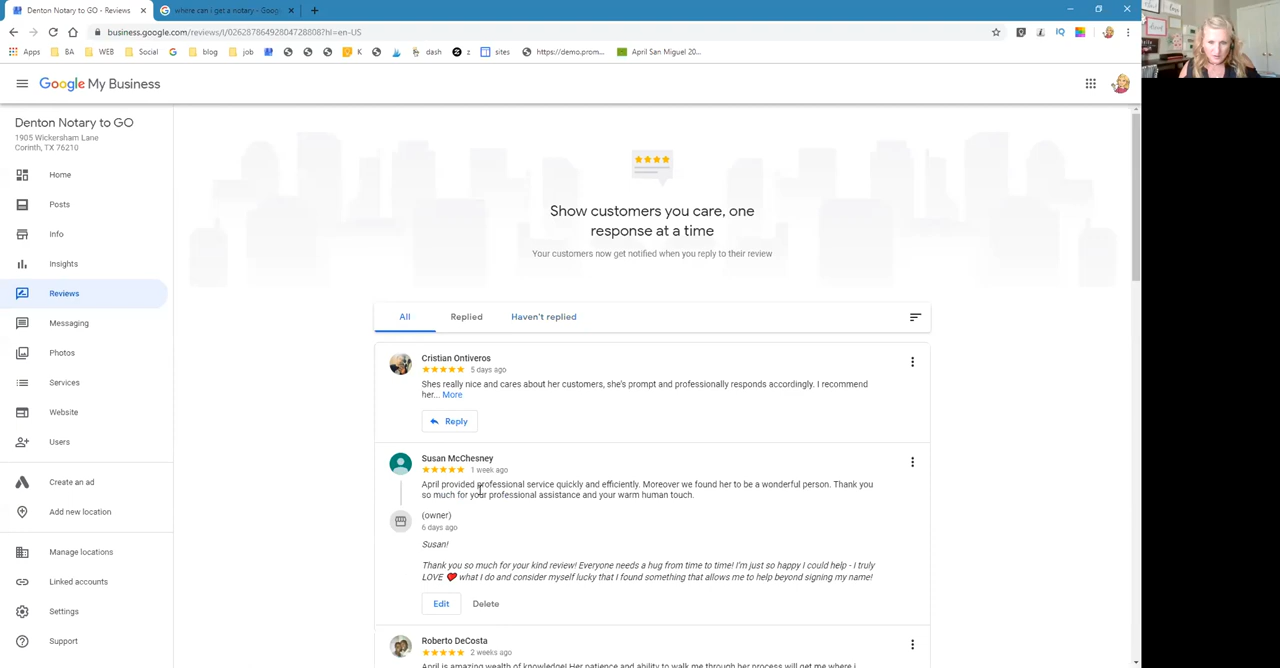 Denton Notary to GO - Reviews
where can i get a notary - Goog
business.google.com/reviews/l/02628786492804728808?hl=en-US
Apps
BA
WEB
Social
blog
job
K
dash
z
sites
https://demo.prom...
April San Miguel 20...
Google My Business
Denton Notary to GO
1905 Wickersham Lane
Corinth, TX 76210
Home
Posts
Info
Insights
Reviews
Messaging
Photos
Services
Website
Users
Create an ad
Add new location
Manage locations
Linked accounts
Settings
Support
Show customers you care, one
response at a time
Your customers now get notified when you reply to their review
All
Replied
Haven't replied
Cristian Ontiveros
5 days ago
Shes really nice and cares about her customers, she's prompt and professionally responds accordingly. I recommend
her... More
Reply
Susan McChesney
1 week ago
April provided professional service quickly and efficiently. Moreover we found her to be a wonderful person. Thank you
so much for your professional assistance and your warm human touch.
(owner)
6 days ago
Susan!
Thank you so much for your kind review! Everyone needs a hug from time to time! I'm just so happy I could help - I truly
LOVE ❤ what I do and consider myself lucky that I found something that allows me to help beyond signing my name!
Edit
Delete
Roberto DeCosta
2 weeks ago
April is amazing wealth of knowledge! Her patience and ability to walk me through her process will get me where i